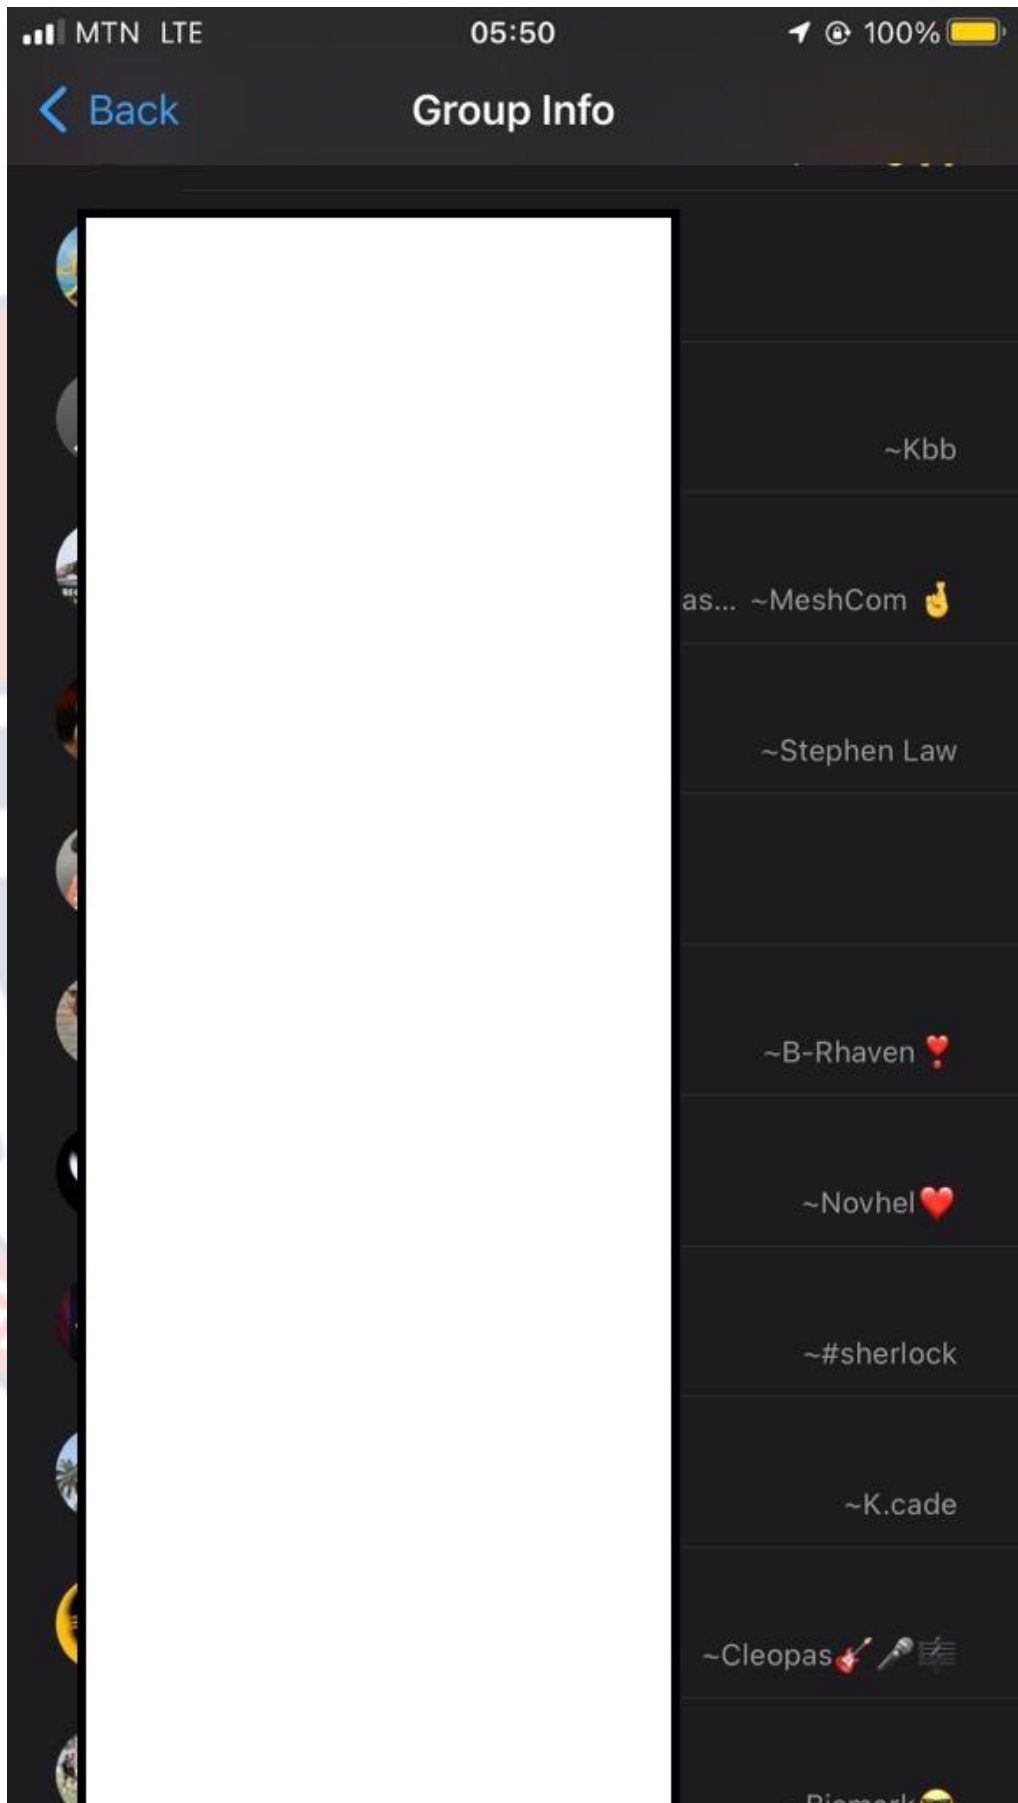 MTN LTE 05:50 100%
Back Group Info
~Kbb
as... ~MeshCom 🤞
~Stephen Law
~B-Rhaven ❣️
~Novhel❤️
~#sherlock
~K.cade
~Cleopas🎸🎤🎼